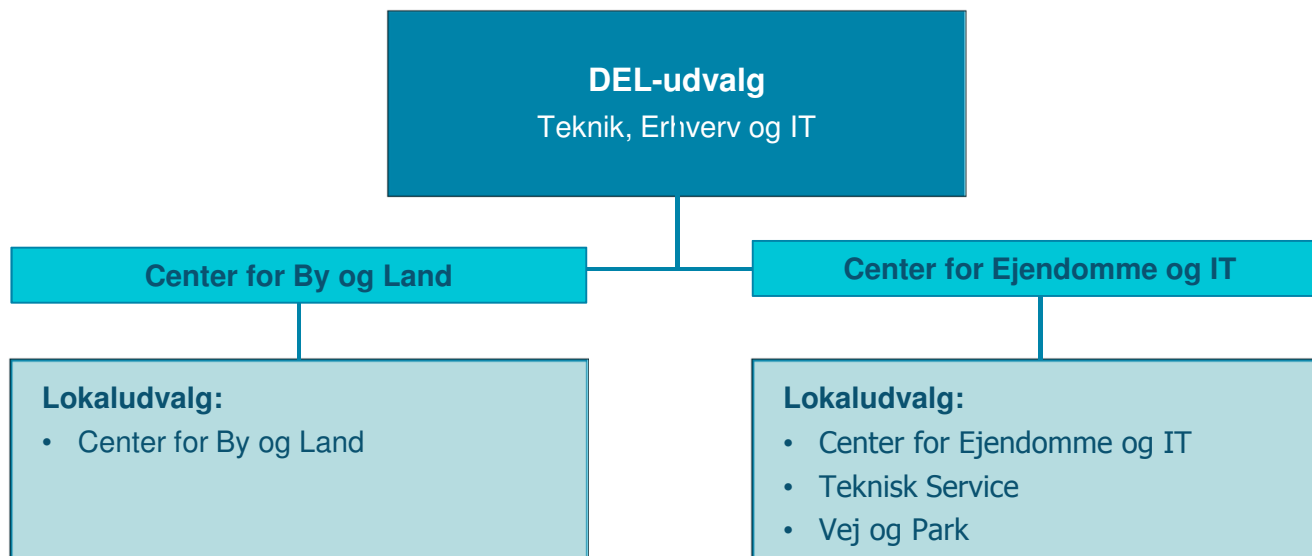 DEL-udvalg
Teknik, Erhverv og IT
Center for By og Land
Center for Ejendomme og IT
Lokaludvalg:
• Center for By og Land
Lokaludvalg:
• Center for Ejendomme og IT
• Teknisk Service
• Vej og Park